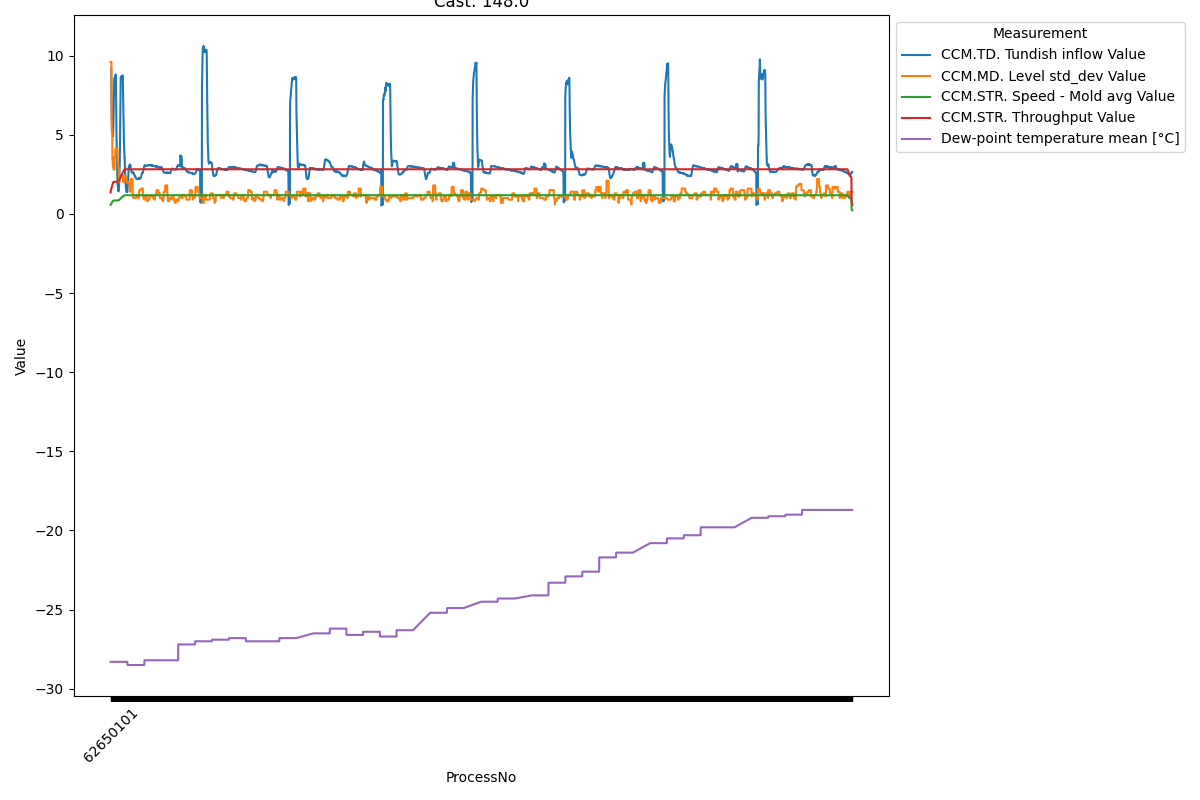 Cast: 148.0
Measurement
CCM.TD. Tundish inflow Value
CCM.MD. Level std_dev Value
CCM.STR. Speed - Mold avg Value
CCM.STR. Throughput Value
Dew-point temperature mean [°C]
10
5
0
−5
−10
−15
−20
−25
−30
Value
62650101
ProcessNo